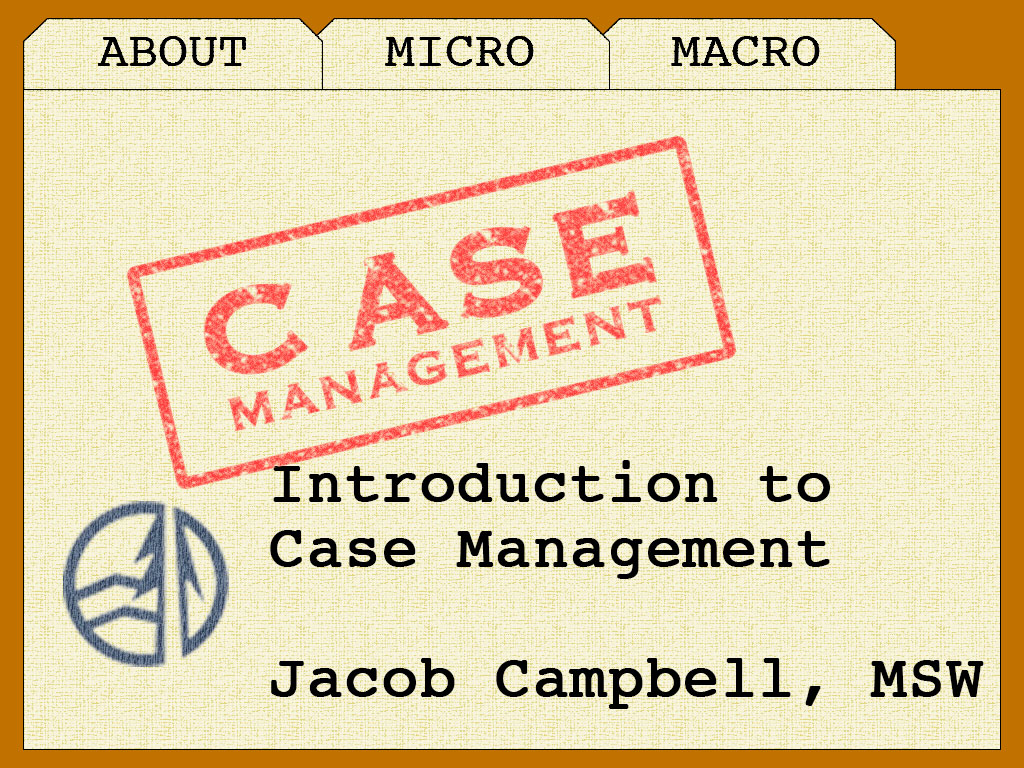 ABOUT MICRO MACRO
CASE
MANAGEMENT
Introduction to
Case Management
Jacob Campbell, MSW